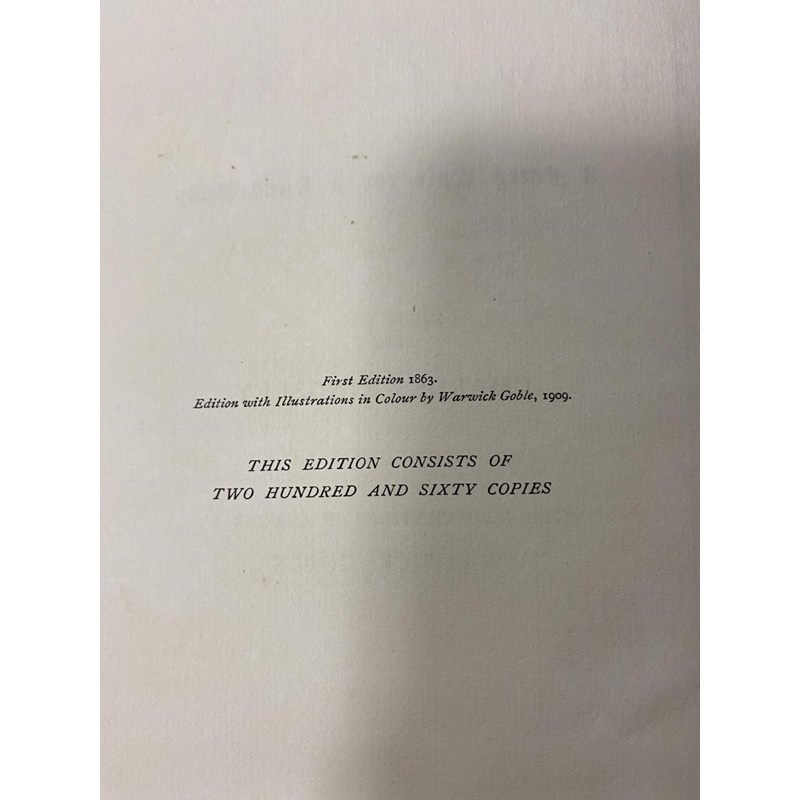 First Edition 1863.
Edition with Illustrations in Colour by Warwick Goble, 1909.
THIS EDITION CONSISTS OF
TWO HUNDRED AND SIXTY COPIES